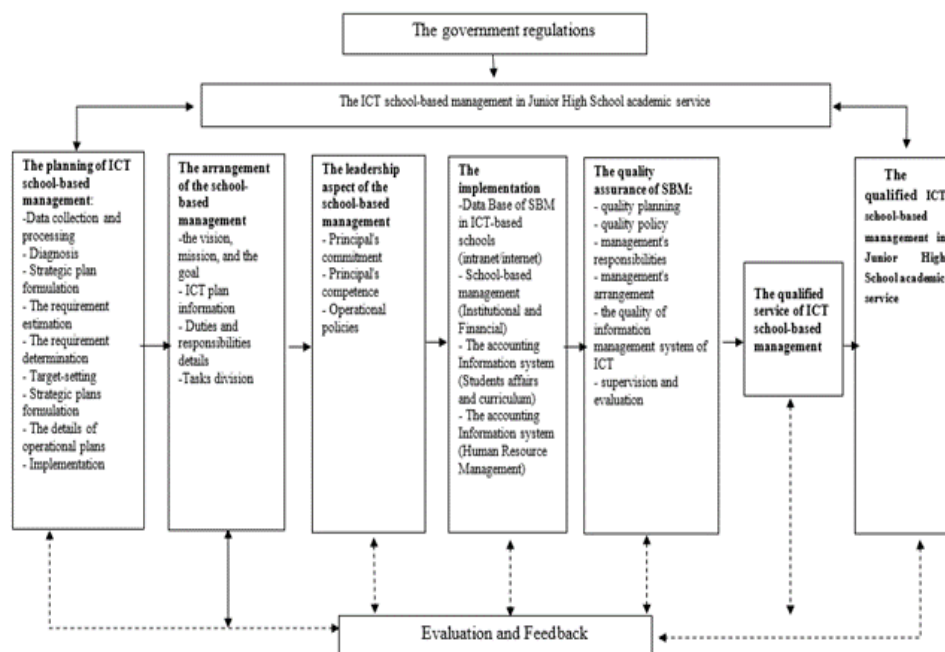 The government regulations
The ICT school-based management in Junior High School academic service
The planning of ICT
school-based
management:
-Data collection and
processing
- Diagnosis
- Strategic plan
formulation
- The requirement
estimation
- The requirement
determination
- Target-setting
- Strategic plans
formulation
- The details of
operational plans
- Implementation
The arrangement
of the school-
based
management
-the vision,
mission, and the
goal
- ICT plan
information
- Duties and
responsibilities
details
-Tasks division
The leadership
aspect of the
school-based
management
- Principal's
commitment
- Principal's
competence
- Operational
policies
The
implementation
-Data Base of SBM
in ICT-based
schools
(intranet/internet)
- School-based
management
(Institutional and
Financial)
- The accounting
Information system
(Students affairs
and curriculum)
- The accounting
Information system
(Human Resource
Management)
The quality
assurance of SBM:
- quality planning
- quality policy
- management's
responsibilities
- management's
arrangement
- the quality of
information
management system of
ICT
- supervision and
evaluation
The qualified
service of ICT
school-based
management
The
qualified ICT
school-based
management in
Junior High
School academic
service
Evaluation and Feedback